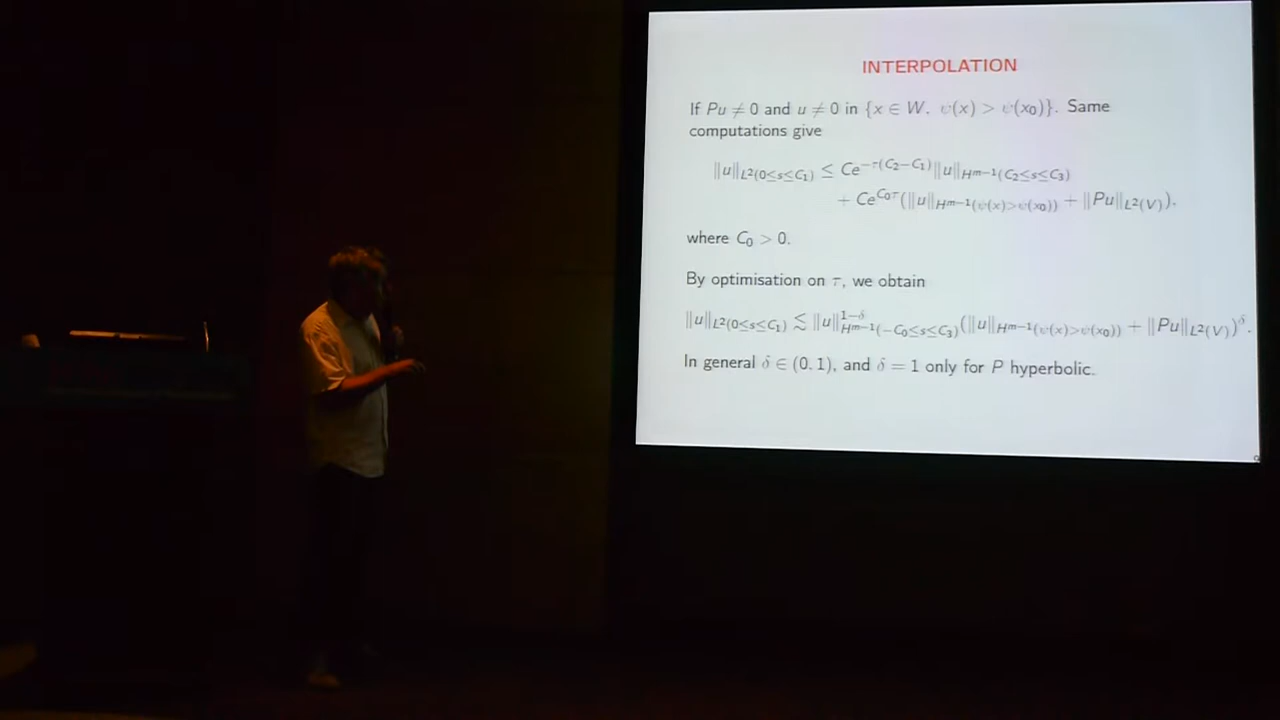 INTERPOLATION
If Pu ≠ 0 and u ≠ 0 in {x ∈ W, ψ(x) > ψ(x₀)}. Same
computations give
‖u‖_{L²(0≤s≤C₁)} ≤ Ce^{−τ(C₂−C₁)}‖u‖_{H^{m−1}(C₂≤s≤C₃)}
+ Ce^{C₀τ}(‖u‖_{H^{m−1}(ψ(x)>ψ(x₀))} + ‖Pu‖_{L²(V)}).
where C₀ > 0.
By optimisation on τ, we obtain
‖u‖_{L²(0≤s≤C₁)} ≲ ‖u‖^{1−δ}_{H^{m−1}(−C₀≤s≤C₃)}(‖u‖_{H^{m−1}(ψ(x)>ψ(x₀))} + ‖Pu‖_{L²(V)})^δ.
In general δ ∈ (0, 1), and δ = 1 only for P hyperbolic.